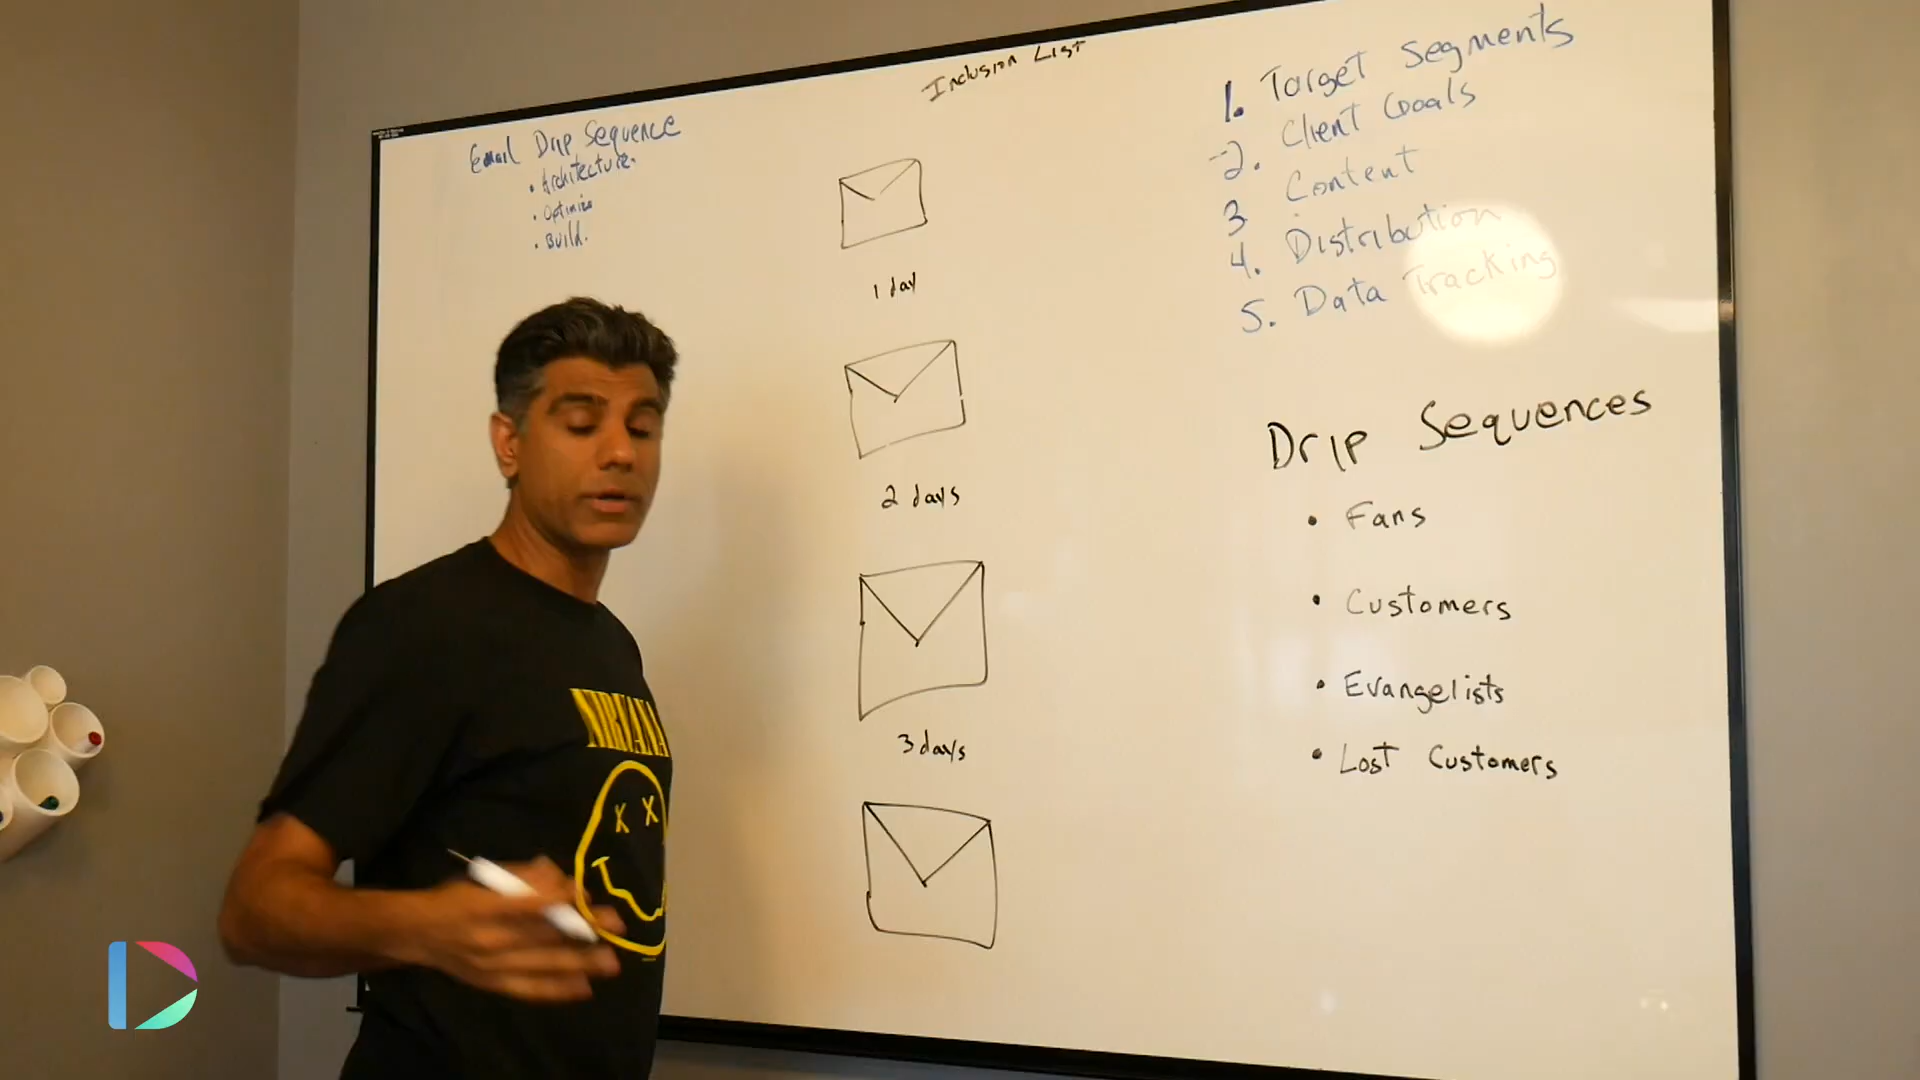 Inclusion List
Email Drip Sequence
• Architecture.
• Optimize
• Build.
1 day
2 days
3 days
1. Target Segments
2. Client Goals
3 Content
4. Distribution
5. Data Tracking
Drip Sequences
• Fans
• Customers
• Evangelists
• Lost Customers
NIRVANA